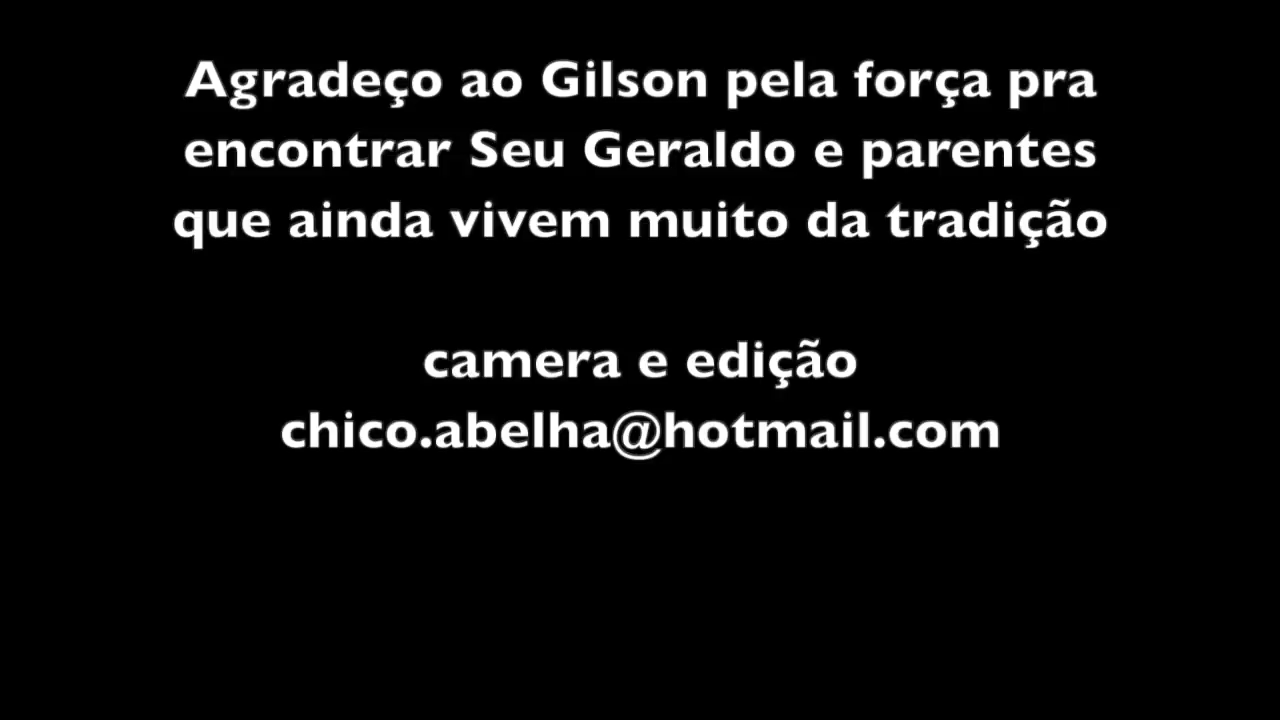 Agradeço ao Gilson pela força pra
encontrar Seu Geraldo e parentes
que ainda vivem muito da tradição
camera e edição
chico.abelha@hotmail.com